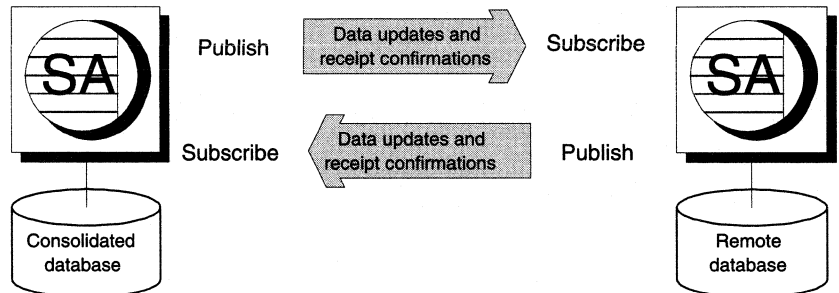 SA
Publish
Data updates and
receipt confirmations
Subscribe
SA
Subscribe
Data updates and
receipt confirmations
Publish
Consolidated
database
Remote
database